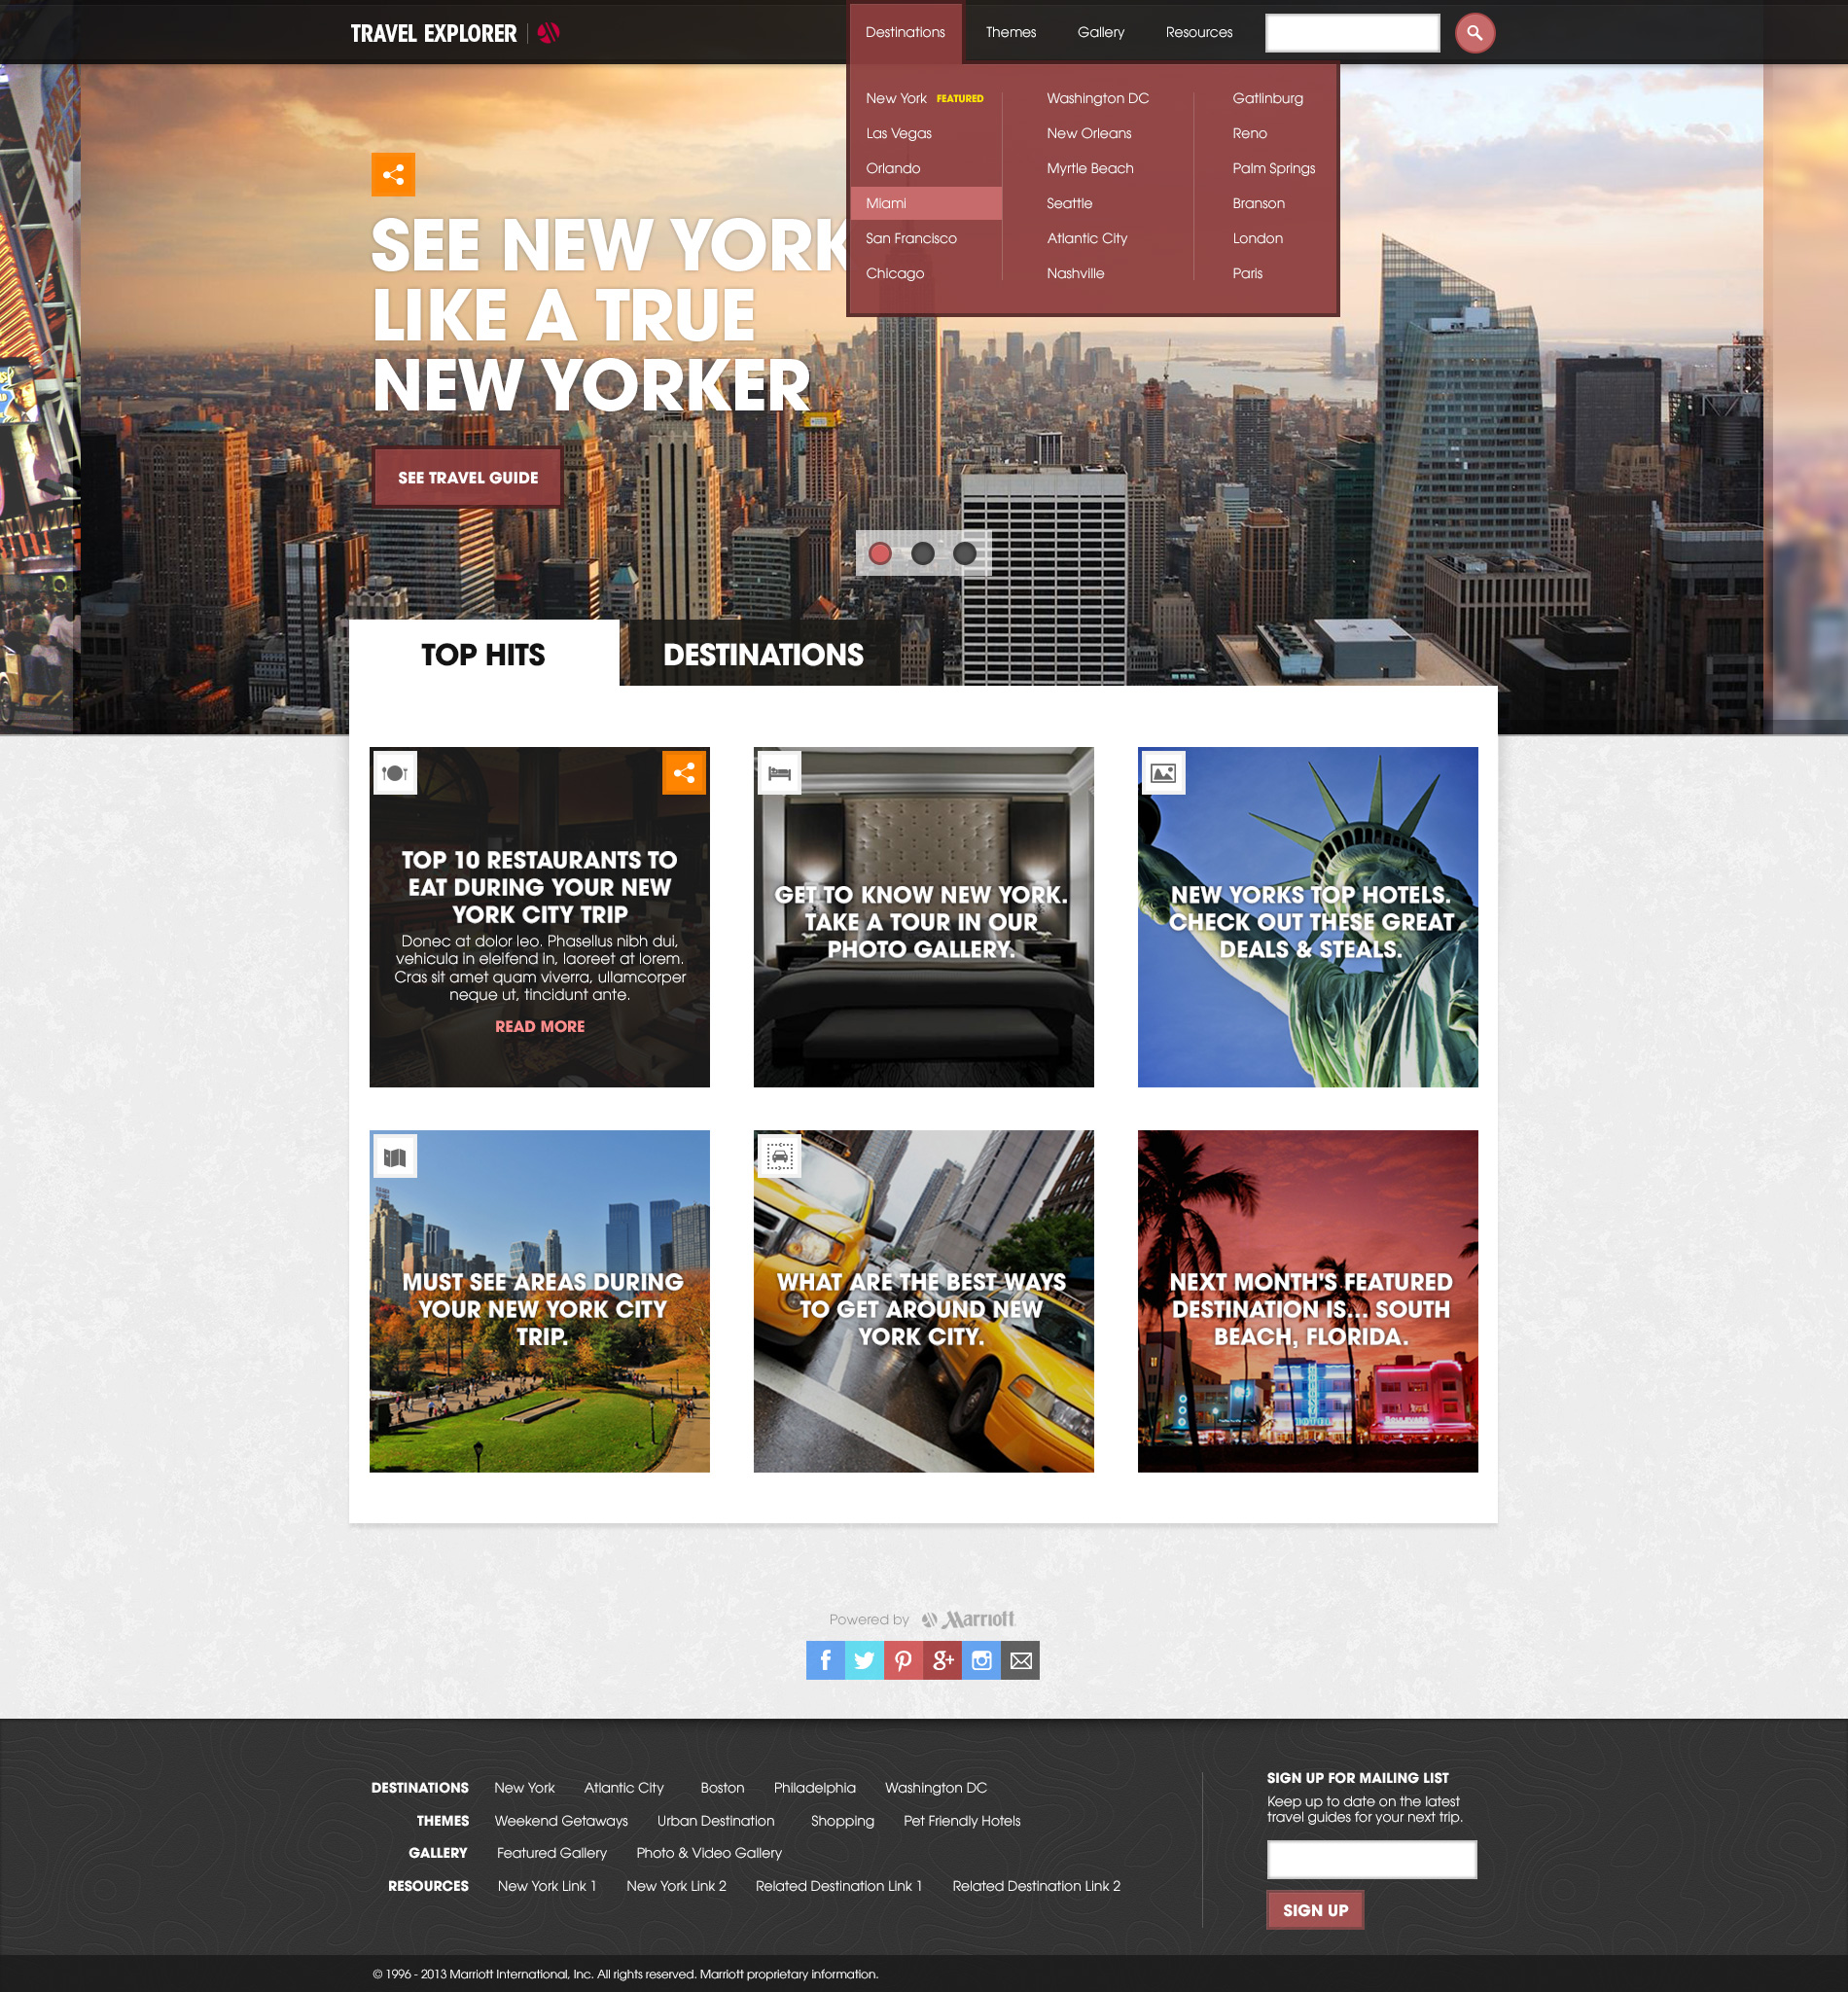 TRAVEL EXPLORER
Destinations
Themes
Gallery
Resources
New York FEATURED
Las Vegas
Orlando
Miami
San Francisco
Chicago
Washington DC
New Orleans
Myrtle Beach
Seattle
Atlantic City
Nashville
Gatlinburg
Reno
Palm Springs
Branson
London
Paris
SEE NEW YORK
LIKE A TRUE
NEW YORKER
SEE TRAVEL GUIDE
TOP HITS
DESTINATIONS
TOP 10 RESTAURANTS TO
EAT DURING YOUR NEW
YORK CITY TRIP
Donec at dolor leo. Phasellus nibh dui,
vehicula in eleifend in, laoreet at lorem.
Cras sit amet quam viverra, ullamcorper
neque ut, tincidunt ante.
READ MORE
GET TO KNOW NEW YORK.
TAKE A TOUR IN OUR
PHOTO GALLERY.
NEW YORKS TOP HOTELS.
CHECK OUT THESE GREAT
DEALS & STEALS.
MUST SEE AREAS DURING
YOUR NEW YORK CITY
TRIP.
WHAT ARE THE BEST WAYS
TO GET AROUND NEW
YORK CITY.
NEXT MONTH'S FEATURED
DESTINATION IS... SOUTH
BEACH, FLORIDA.
Powered by Marriott
DESTINATIONS New York Atlantic City Boston Philadelphia Washington DC
THEMES Weekend Getaways Urban Destination Shopping Pet Friendly Hotels
GALLERY Featured Gallery Photo & Video Gallery
RESOURCES New York Link 1 New York Link 2 Related Destination Link 1 Related Destination Link 2
SIGN UP FOR MAILING LIST
Keep up to date on the latest
travel guides for your next trip.
SIGN UP
© 1996 - 2013 Marriott International, Inc. All rights reserved. Marriott proprietary information.